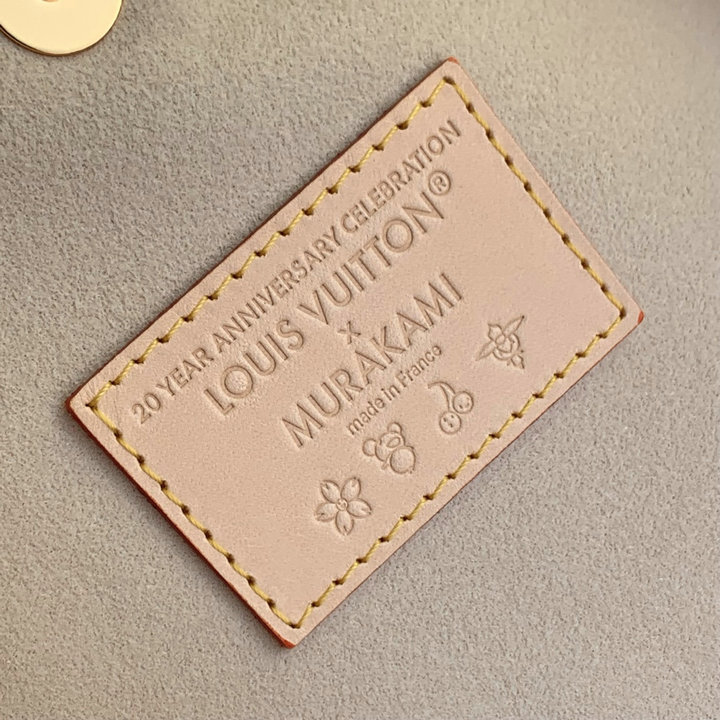 20 YEAR ANNIVERSARY CELEBRATION
LOUIS VUITTON®
x
MURAKAMI
made in France